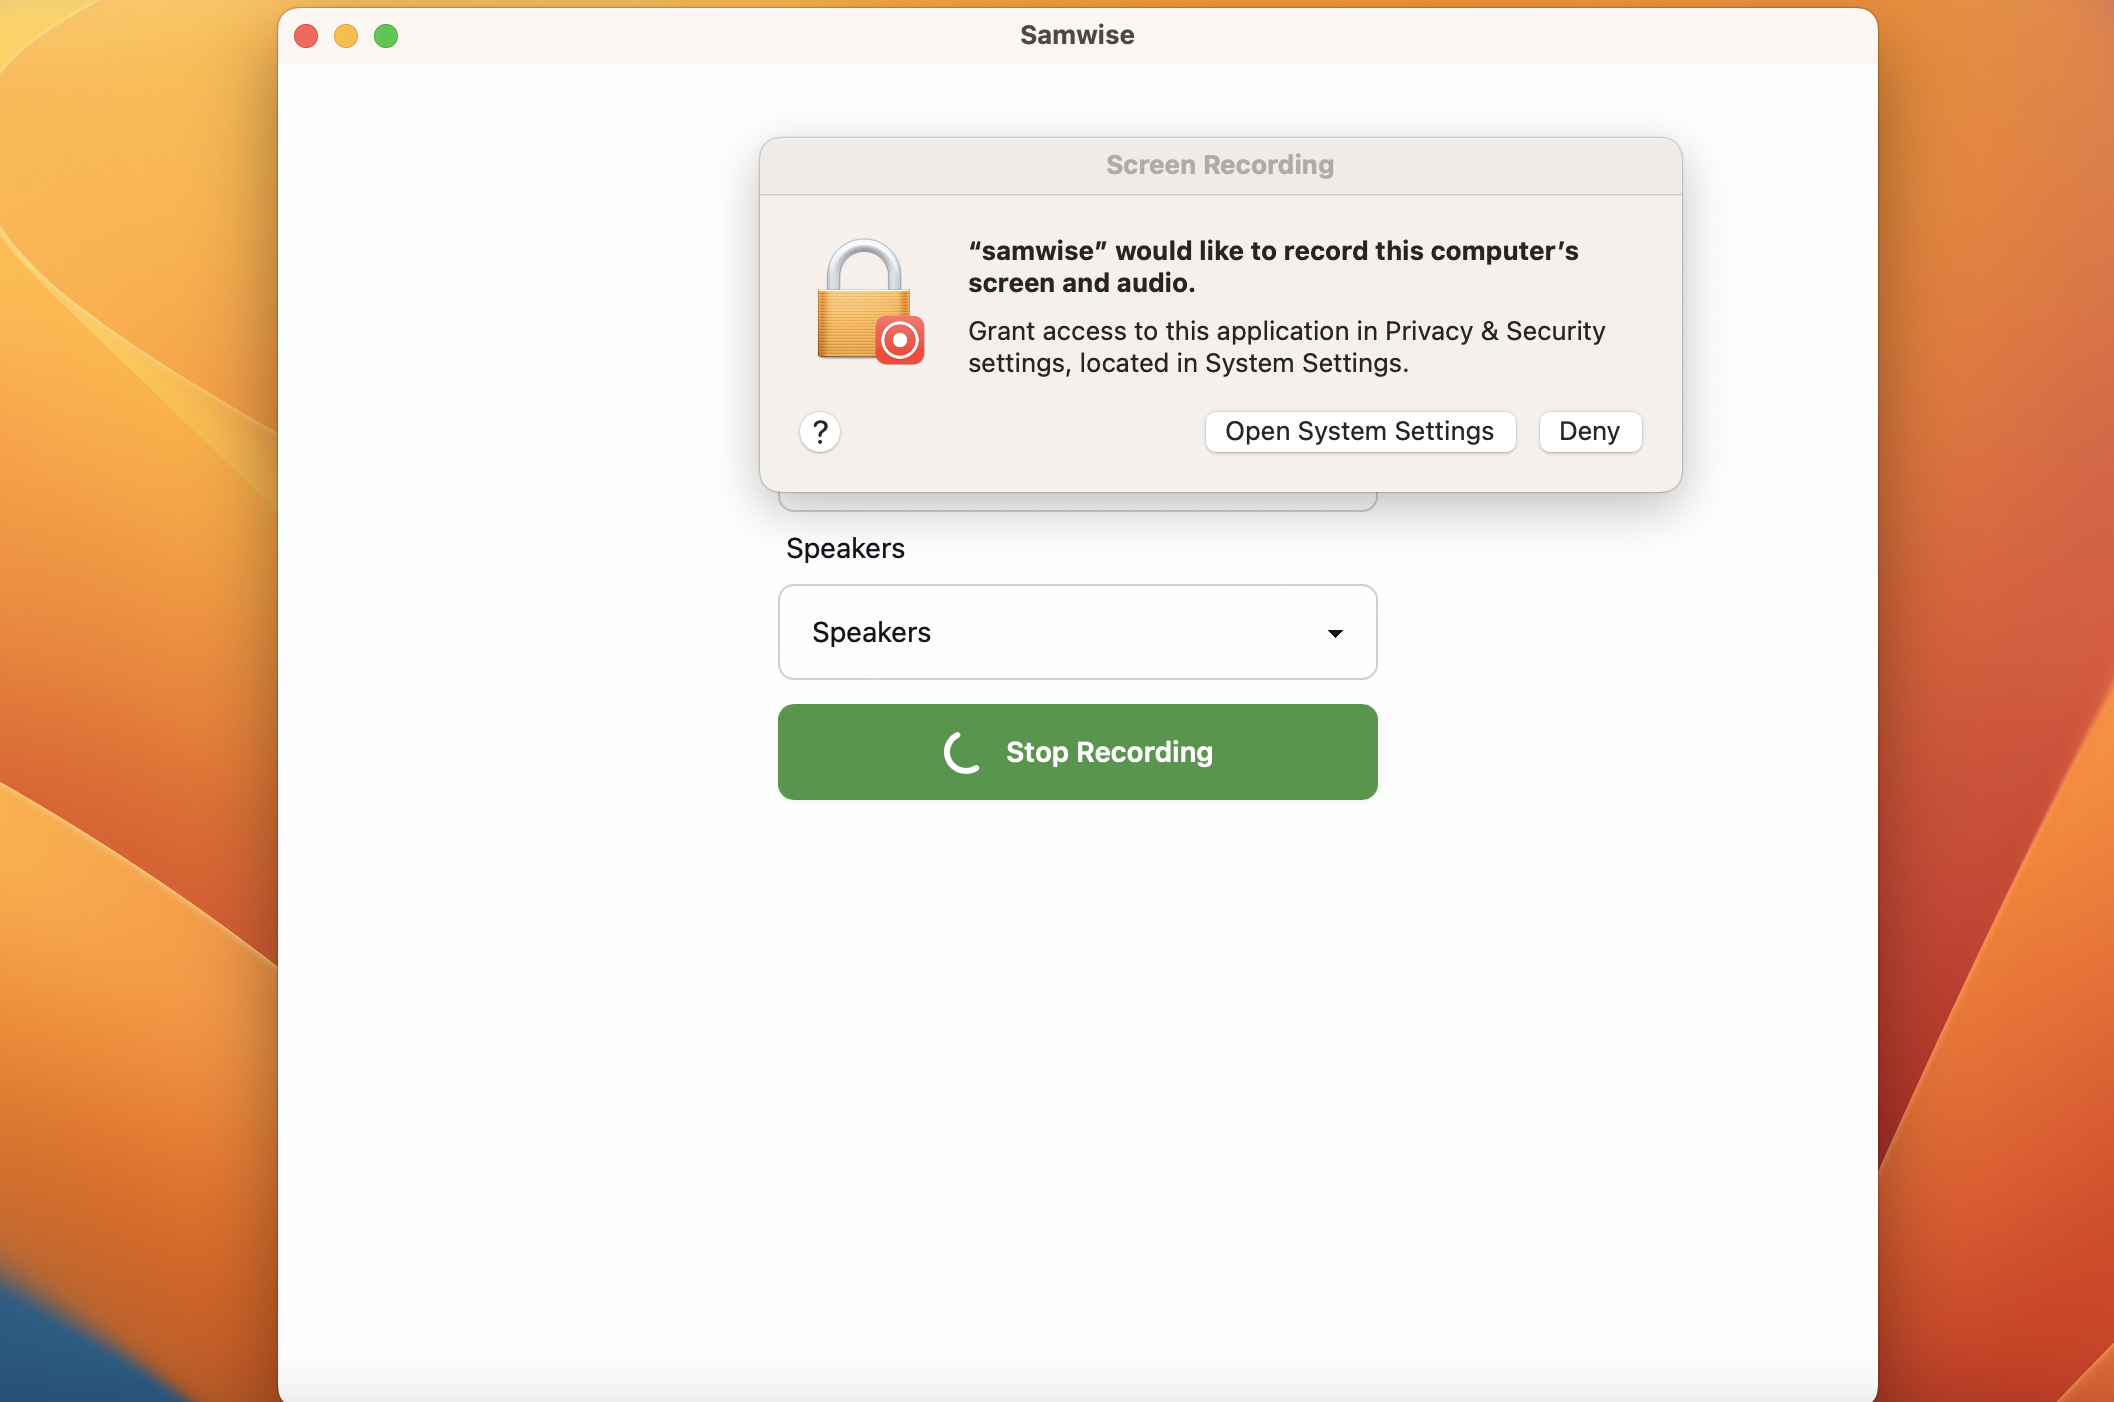 Samwise
Screen Recording
“samwise” would like to record this computer’s
screen and audio.
Grant access to this application in Privacy & Security
settings, located in System Settings.
?
Open System Settings
Deny
Speakers
Speakers
Stop Recording